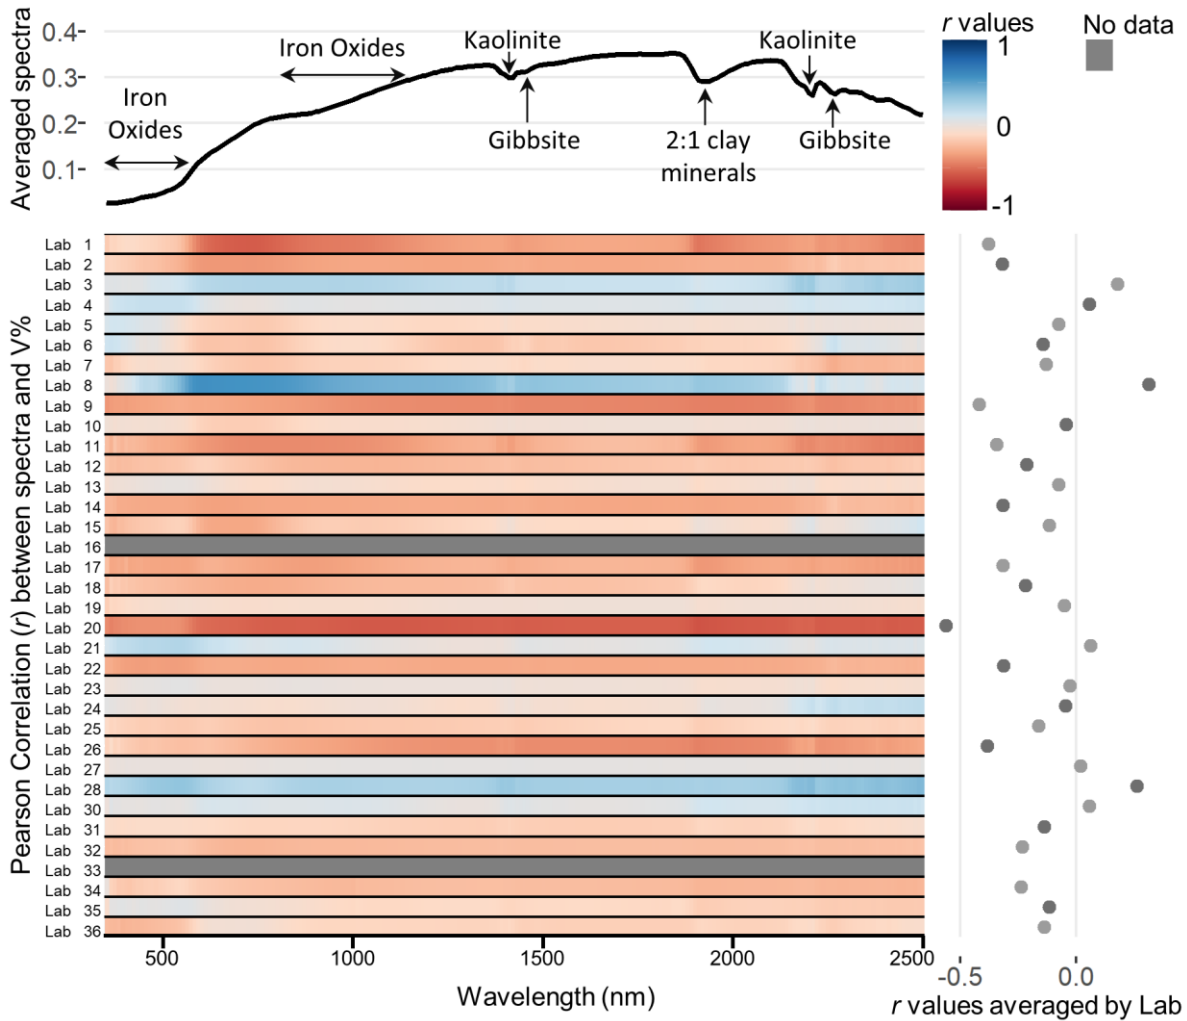 Averaged spectra
0.4
0.3
0.2
0.1
Iron Oxides
Iron
Oxides
Kaolinite
Gibbsite
2:1 clay
minerals
Kaolinite
Gibbsite
r values
1
0
-1
No data
Pearson Correlation (r) between spectra and V%
Lab 1
Lab 2
Lab 3
Lab 4
Lab 5
Lab 6
Lab 7
Lab 8
Lab 9
Lab 10
Lab 11
Lab 12
Lab 13
Lab 14
Lab 15
Lab 16
Lab 17
Lab 18
Lab 19
Lab 20
Lab 21
Lab 22
Lab 23
Lab 24
Lab 25
Lab 26
Lab 27
Lab 28
Lab 30
Lab 31
Lab 32
Lab 33
Lab 34
Lab 35
Lab 36
500 1000 1500 2000 2500
Wavelength (nm)
-0.5 0.0
r values averaged by Lab